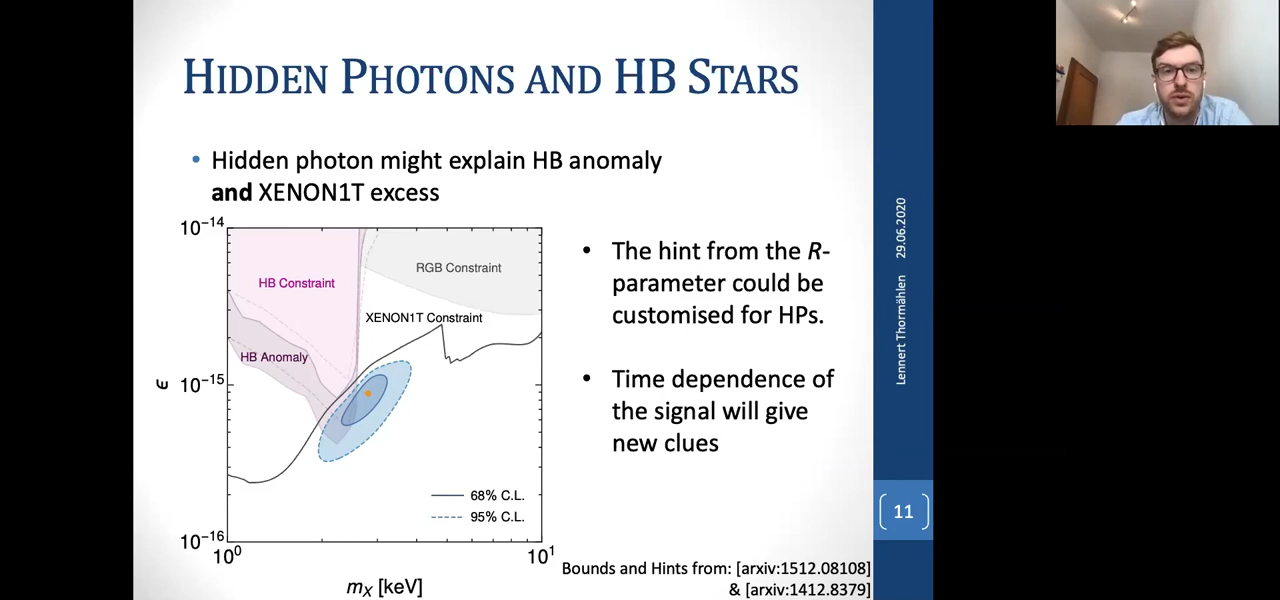 HIDDEN PHOTONS AND HB STARS
• Hidden photon might explain HB anomaly
and XENON1T excess
10⁻¹⁴
HB Constraint
RGB Constraint
XENON1T Constraint
HB Anomaly
ϵ
10⁻¹⁵
68% C.L.
95% C.L.
10⁻¹⁶
10⁰
10¹
mX [keV]
• The hint from the R-
parameter could be
customised for HPs.
• Time dependence of
the signal will give
new clues
Bounds and Hints from: [arxiv:1512.08108]
& [arxiv:1412.8379]
Lennert Thormählen 29.06.2020
11